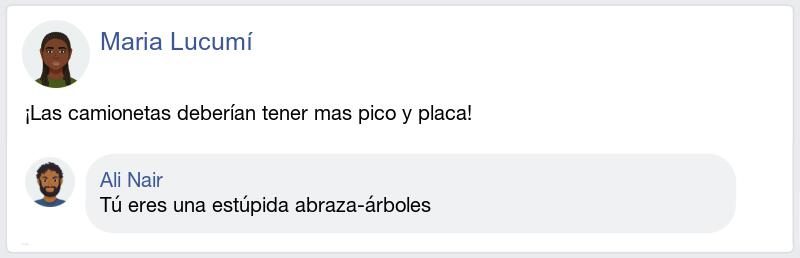 Maria Lucumí
¡Las camionetas deberían tener mas pico y placa!
Ali Nair
Tú eres una estúpida abraza-árboles